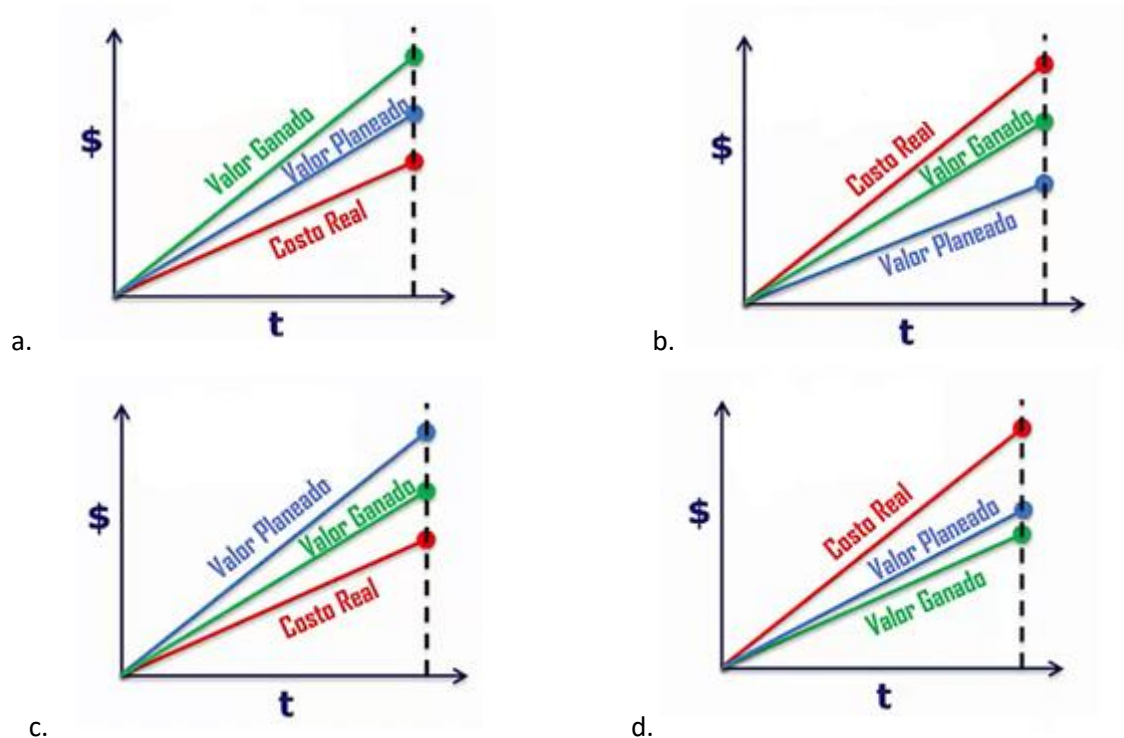 Valor Ganado
Valor Planeado
$
Costo Real
t
a.
Costo Real
Valor Ganado
$
Valor Planeado
t
b.
Valor Planeado
Valor Ganado
$
Costo Real
t
c.
Costo Real
Valor Planeado
$
Valor Ganado
t
d.